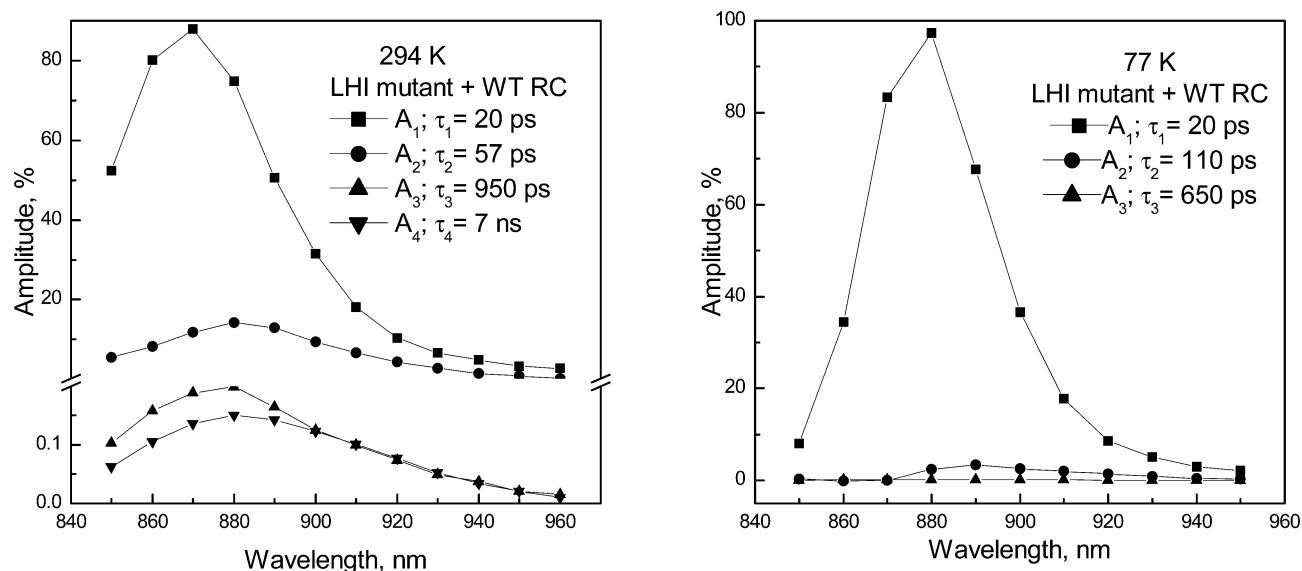 294 K
LHI mutant + WT RC
A1; τ1= 20 ps
A2; τ2= 57 ps
A3; τ3= 950 ps
A4; τ4= 7 ns
Amplitude, %
80
60
40
20
0.1
0.0
840 860 880 900 920 940 960
Wavelength, nm
77 K
LHI mutant + WT RC
A1; τ1= 20 ps
A2; τ2= 110 ps
A3; τ3= 650 ps
Amplitude, %
100
80
60
40
20
0
840 860 880 900 920 940 960
Wavelength, nm